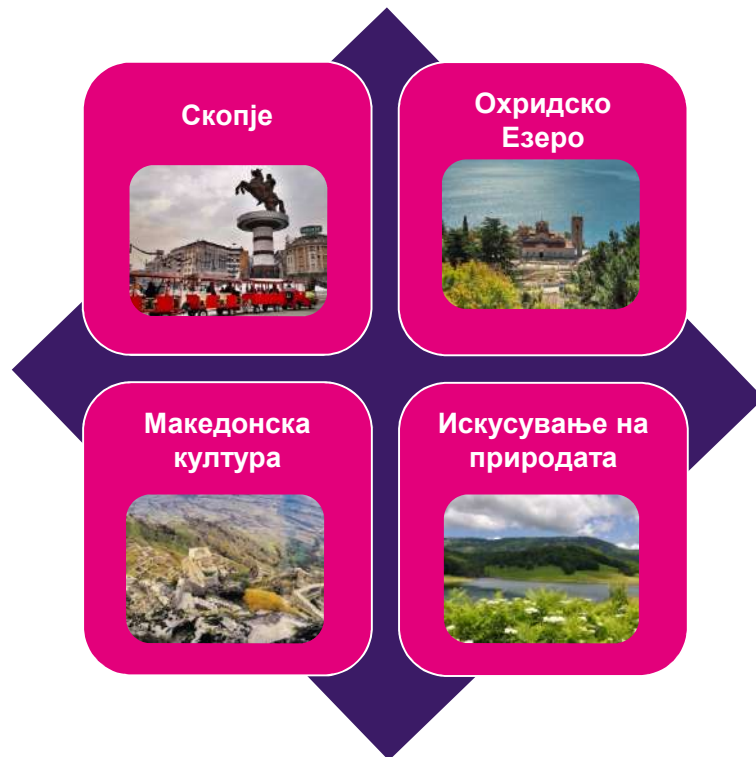 Скопје
Охридско
Езеро
Македонска
култура
Искусување на
природата